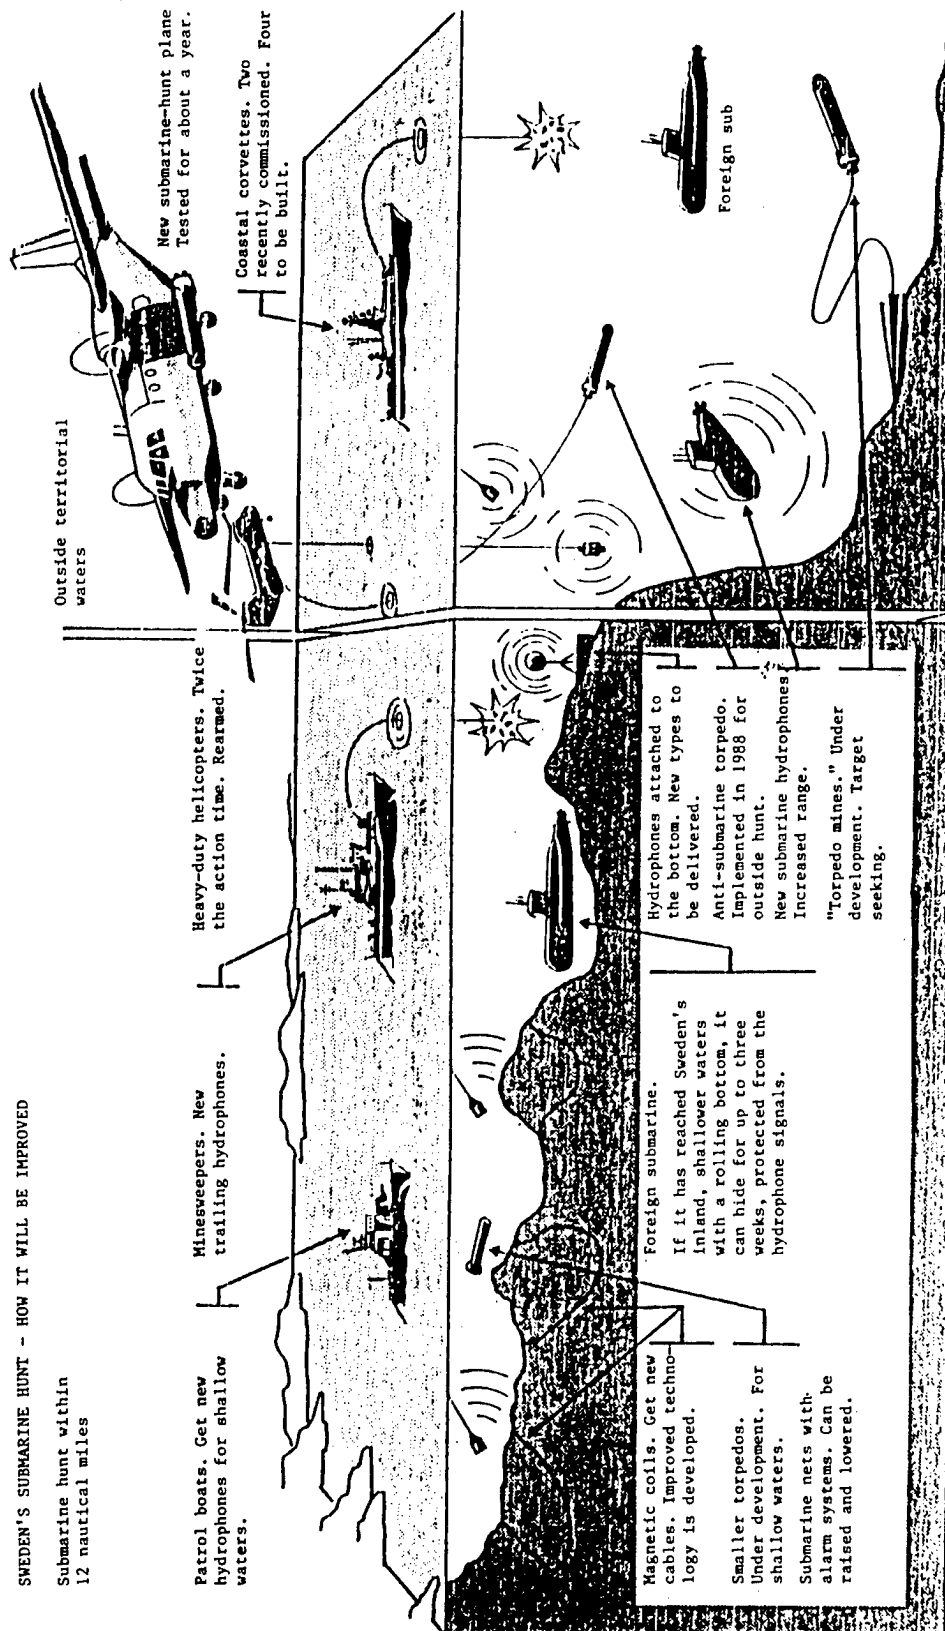 SWEDEN'S SUBMARINE HUNT - HOW IT WILL BE IMPROVED
Submarine hunt within
12 nautical miles
Outside territorial
waters
Patrol boats. Get new
hydrophones for shallow
waters.
Minesweepers. New
trailing hydrophones.
Heavy-duty helicopters. Twice
the action time. Rearmed.
New submarine-hunt plane
Tested for about a year.
Coastal corvettes. Two
recently commissioned. Four
to be built.
Foreign sub
Magnetic coils. Get new
cables. Improved techno-
logy is developed.
Smaller torpedos.
Under development. For
shallow waters.
Submarine nets with
alarm systems. Can be
raised and lowered.
Foreign submarine.
If it has reached Sweden's
inland, shallower waters
with a rolling bottom, it
can hide for up to three
weeks, protected from the
hydrophone signals.
Hydrophones attached to
the bottom. New types to
be delivered.
Anti-submarine torpedo.
Implemented in 1988 for
outside hunt.
New submarine hydrophones
Increased range.
"Torpedo mines." Under
development. Target
seeking.